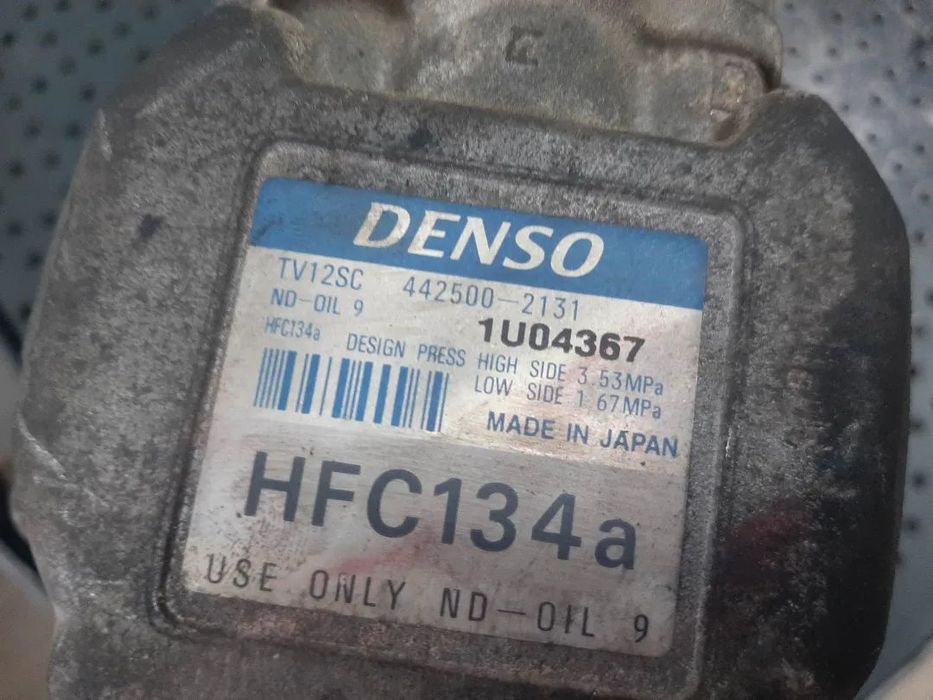 DENSO
TV12SC 442500-2131
ND-OIL 9 1U04367
HFC134a DESIGN PRESS HIGH SIDE 3.53MPa
LOW SIDE 1.67MPa
MADE IN JAPAN
HFC134a
USE ONLY ND-OIL 9